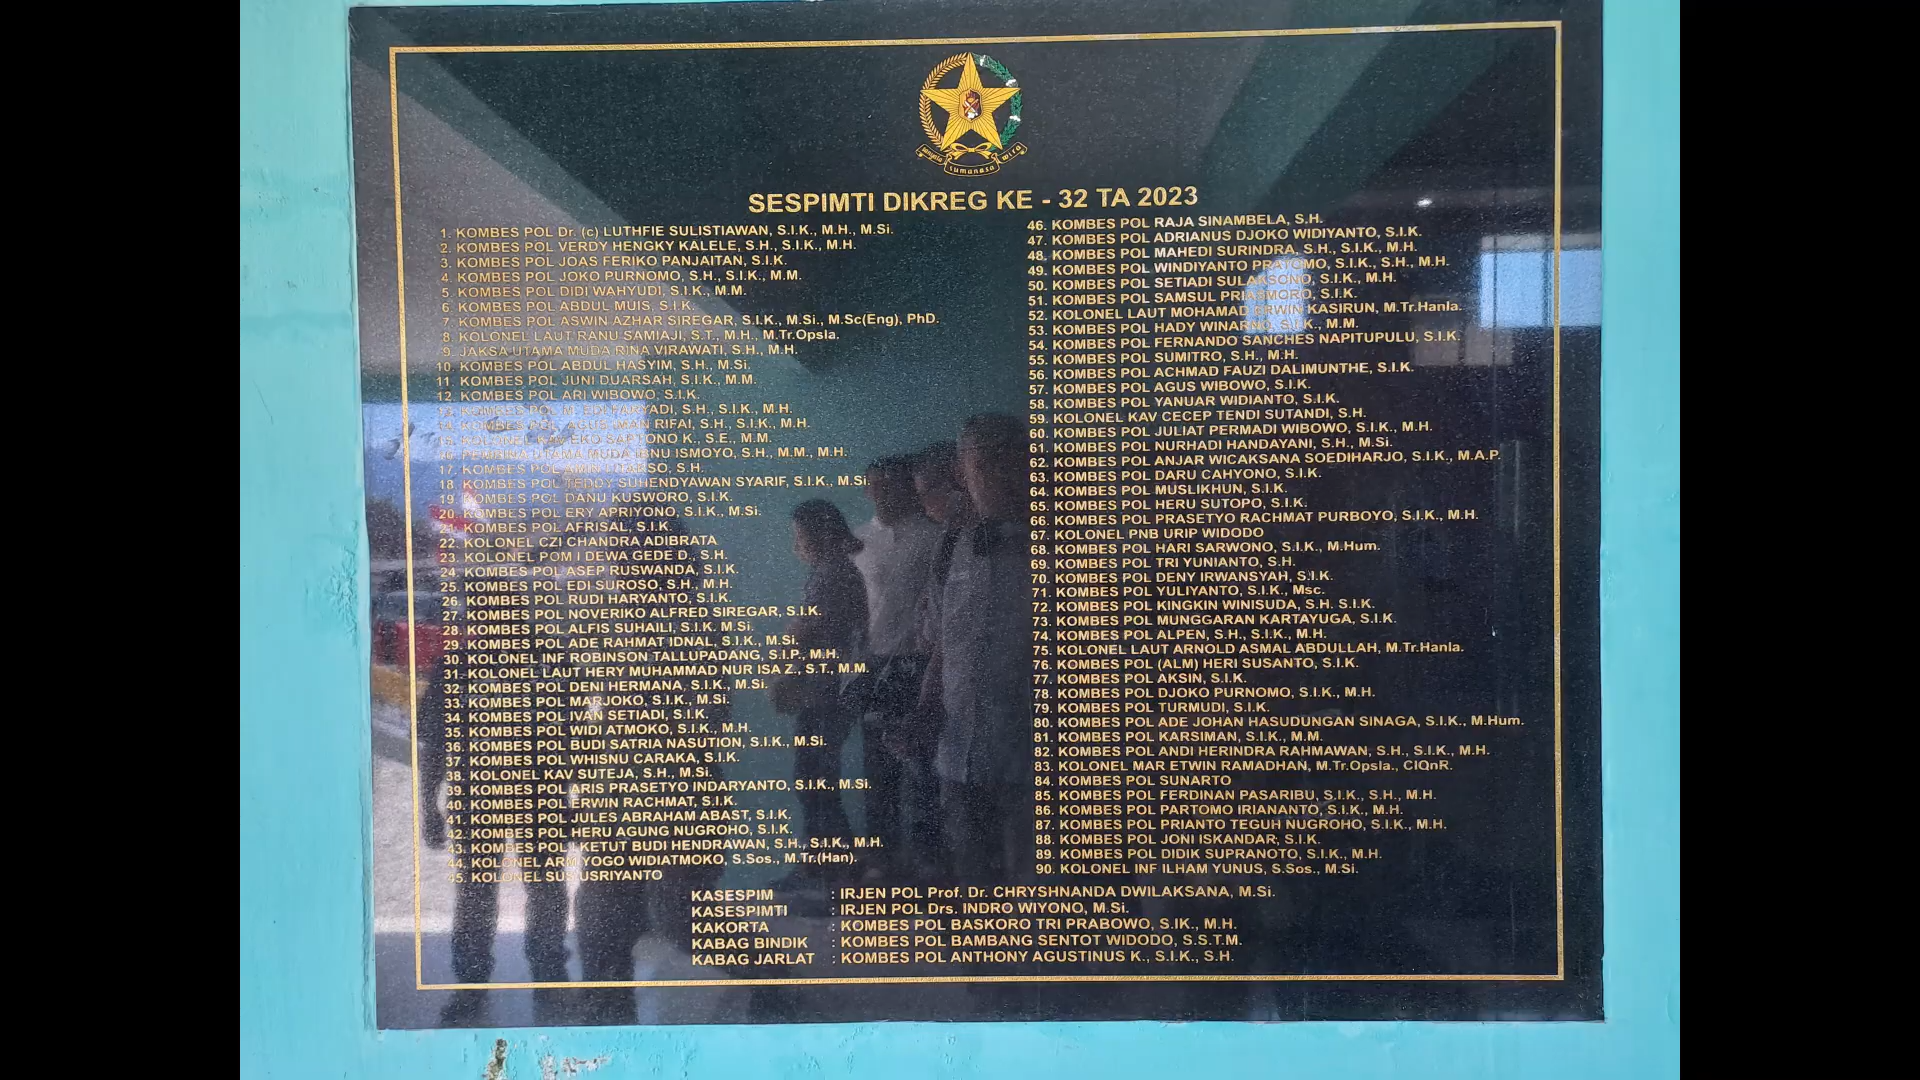 sumanasa wira
SESPIMTI DIKREG KE - 32 TA 2023
1. KOMBES POL Dr. (c) LUTHFIE SULISTIAWAN, S.I.K., M.H., M.Si.
2. KOMBES POL VERDY HENGKY KALELE, S.H., S.I.K., M.H.
3. KOMBES POL JOAS FERIKO PANJAITAN, S.I.K.
4. KOMBES POL JOKO PURNOMO, S.H., S.I.K., M.M.
5. KOMBES POL DIDI WAHYUDI, S.I.K., M.M.
6. KOMBES POL ABDUL MUIS, S.I.K.
7. KOMBES POL ASWIN AZHAR SIREGAR, S.I.K., M.Si., M.Sc(Eng), PhD.
8. KOLONEL LAUT RANU SAMIAJI, S.T., M.H., M.Tr.Opsla.
9. JAKSA UTAMA MUDA RINA VIRAWATI, S.H., M.H.
10. KOMBES POL ABDUL HASYIM, S.H., M.Si.
11. KOMBES POL JUNI DUARSAH, S.I.K., M.M.
12. KOMBES POL ARI WIBOWO, S.I.K.
13. KOMBES POL M. EDI FARYADI, S.H., S.I.K., M.H.
14. KOMBES POL AGUS IMAN RIFAI, S.H., S.I.K., M.H.
15. KOLONEL KAV EKO SAPTONO K., S.E., M.M.
16. PEMBINA UTAMA MUDA IBNU ISMOYO, S.H., M.M., M.H.
17. KOMBES POL AMIN LITARSO, S.H.
18. KOMBES POL TEDDY SUHENDYAWAN SYARIF, S.I.K., M.Si.
19. KOMBES POL DANU KUSWORO, S.I.K.
20. KOMBES POL ERY APRIYONO, S.I.K., M.Si.
21. KOMBES POL AFRISAL, S.I.K.
22. KOLONEL CZI CHANDRA ADIBRATA
23. KOLONEL POM I DEWA GEDE D., S.H.
24. KOMBES POL ASEP RUSWANDA, S.I.K.
25. KOMBES POL EDI SUROSO, S.H., M.H.
26. KOMBES POL RUDI HARYANTO, S.I.K.
27. KOMBES POL NOVERIKO ALFRED SIREGAR, S.I.K.
28. KOMBES POL ALFIS SUHAILI, S.I.K. M.Si.
29. KOMBES POL ADE RAHMAT IDNAL, S.I.K., M.Si.
30. KOLONEL INF ROBINSON TALLUPADANG, S.I.P., M.H.
31. KOLONEL LAUT HERY MUHAMMAD NUR ISA Z., S.T., M.M.
32. KOMBES POL DENI HERMANA, S.I.K., M.Si.
33. KOMBES POL MARJOKO, S.I.K., M.Si.
34. KOMBES POL IVAN SETIADI, S.I.K.
35. KOMBES POL WIDI ATMOKO, S.I.K., M.H.
36. KOMBES POL BUDI SATRIA NASUTION, S.I.K., M.Si.
37. KOMBES POL WHISNU CARAKA, S.I.K.
38. KOLONEL KAV SUTEJA, S.H., M.Si.
39. KOMBES POL ARIS PRASETYO INDARYANTO, S.I.K., M.Si.
40. KOMBES POL ERWIN RACHMAT, S.I.K.
41. KOMBES POL JULES ABRAHAM ABAST, S.I.K.
42. KOMBES POL HERU AGUNG NUGROHO, S.I.K.
43. KOMBES POL I KETUT BUDI HENDRAWAN, S.H., S.I.K., M.H.
44. KOLONEL ARM YOGO WIDIATMOKO, S.Sos., M.Tr.(Han).
45. KOLONEL SUS USRIYANTO
46. KOMBES POL RAJA SINAMBELA, S.H.
47. KOMBES POL ADRIANUS DJOKO WIDIYANTO, S.I.K.
48. KOMBES POL MAHEDI SURINDRA, S.H., S.I.K., M.H.
49. KOMBES POL WINDIYANTO PRATOMO, S.I.K., S.H., M.H.
50. KOMBES POL SETIADI SULAKSONO, S.I.K., M.H.
51. KOMBES POL SAMSUL PRIATMORO, S.I.K.
52. KOLONEL LAUT MOHAMAD ERWIN KASIRUN, M.Tr.Hanla.
53. KOMBES POL HADY WINARNO, S.I.K., M.M.
54. KOMBES POL FERNANDO SANCHES NAPITUPULU, S.I.K.
55. KOMBES POL SUMITRO, S.H., M.H.
56. KOMBES POL ACHMAD FAUZI DALIMUNTHE, S.I.K.
57. KOMBES POL AGUS WIBOWO, S.I.K.
58. KOMBES POL YANUAR WIDIANTO, S.I.K.
59. KOLONEL KAV CECEP TENDI SUTANDI, S.H.
60. KOMBES POL JULIAT PERMADI WIBOWO, S.I.K., M.H.
61. KOMBES POL NURHADI HANDAYANI, S.H., M.Si.
62. KOMBES POL ANJAR WICAKSANA SOEDIHARJO, S.I.K., M.A.P.
63. KOMBES POL DARU CAHYONO, S.I.K.
64. KOMBES POL MUSLIKHUN, S.I.K.
65. KOMBES POL HERU SUTOPO, S.I.K.
66. KOMBES POL PRASETYO RACHMAT PURBOYO, S.I.K., M.H.
67. KOLONEL PNB URIP WIDODO
68. KOMBES POL HARI SARWONO, S.I.K., M.Hum.
69. KOMBES POL TRI YUNIANTO, S.H.
70. KOMBES POL DENY IRWANSYAH, S.I.K.
71. KOMBES POL YULIYANTO, S.I.K., Msc.
72. KOMBES POL KINGKIN WINISUDA, S.H. S.I.K.
73. KOMBES POL MUNGGARAN KARTAYUGA, S.I.K.
74. KOMBES POL ALPEN, S.H., S.I.K., M.H.
75. KOLONEL LAUT ARNOLD ASMAL ABDULLAH, M.Tr.Hanla.
76. KOMBES POL (ALM) HERI SUSANTO, S.I.K.
77. KOMBES POL AKSIN, S.I.K.
78. KOMBES POL DJOKO PURNOMO, S.I.K., M.H.
79. KOMBES POL TURMUDI, S.I.K.
80. KOMBES POL ADE JOHAN HASUDUNGAN SINAGA, S.I.K., M.Hum.
81. KOMBES POL KARSIMAN, S.I.K., M.M.
82. KOMBES POL ANDI HERINDRA RAHMAWAN, S.H., S.I.K., M.H.
83. KOLONEL MAR ETWIN RAMADHAN, M.Tr.Opsla., CIQnR.
84. KOMBES POL SUNARTO
85. KOMBES POL FERDINAN PASARIBU, S.I.K., S.H., M.H.
86. KOMBES POL PARTOMO IRIANANTO, S.I.K., M.H.
87. KOMBES POL PRIANTO TEGUH NUGROHO, S.I.K., M.H.
88. KOMBES POL JONI ISKANDAR, S.I.K.
89. KOMBES POL DIDIK SUPRANOTO, S.I.K., M.H.
90. KOLONEL INF ILHAM YUNUS, S.Sos., M.Si.
KASESPIM : IRJEN POL Prof. Dr. CHRYSHNANDA DWILAKSANA, M.Si.
KASESPIMTI : IRJEN POL Drs. INDRO WIYONO, M.Si.
KAKORTA : KOMBES POL BASKORO TRI PRABOWO, S.IK., M.H.
KABAG BINDIK : KOMBES POL BAMBANG SENTOT WIDODO, S.S.T.M.
KABAG JARLAT : KOMBES POL ANTHONY AGUSTINUS K., S.I.K., S.H.